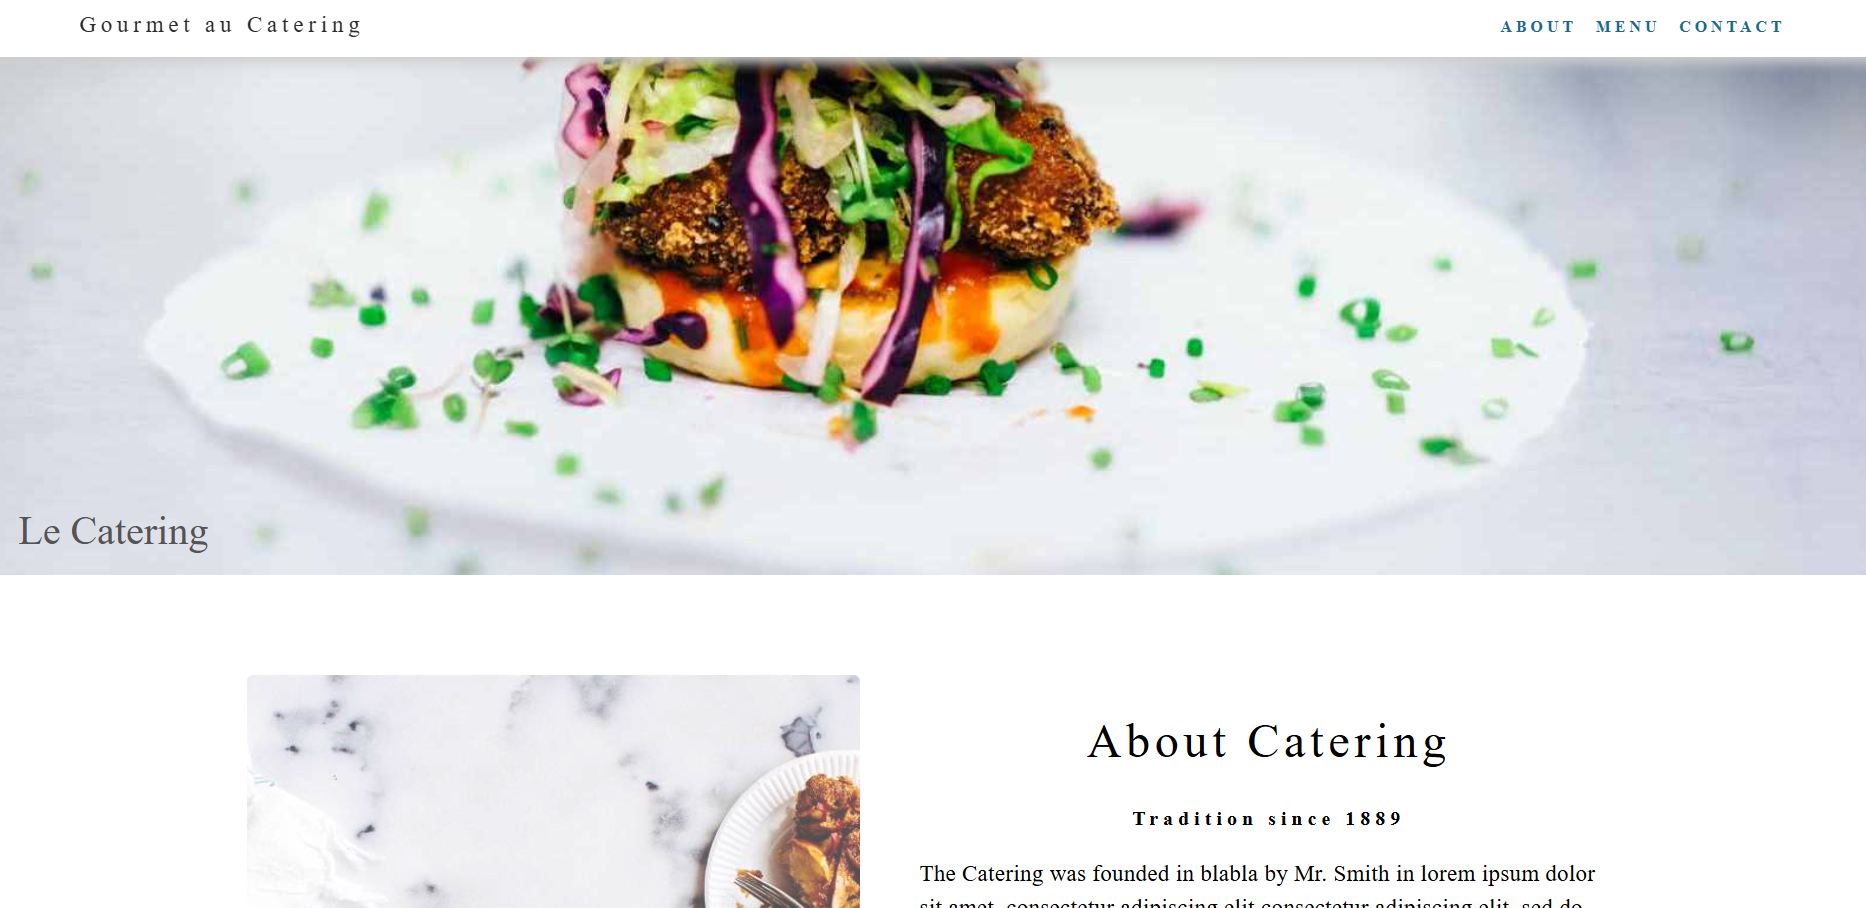 Gourmet au Catering
ABOUT MENU CONTACT
Le Catering
About Catering
Tradition since 1889
The Catering was founded in blabla by Mr. Smith in lorem ipsum dolor
sit amet, consectetur adipiscing elit consectetur adipiscing elit, sed do